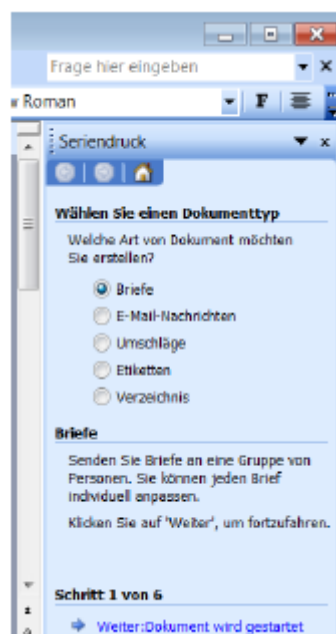 Frage hier eingeben
Roman
F
Seriendruck
Wählen Sie einen Dokumenttyp
Welche Art von Dokument möchten
Sie erstellen?
Briefe
E-Mail-Nachrichten
Umschläge
Etiketten
Verzeichnis
Briefe
Senden Sie Briefe an eine Gruppe von
Personen. Sie können jeden Brief
individuell anpassen.
Klicken Sie auf 'Weiter', um fortzufahren.
Schritt 1 von 6
Weiter:Dokument wird gestartet